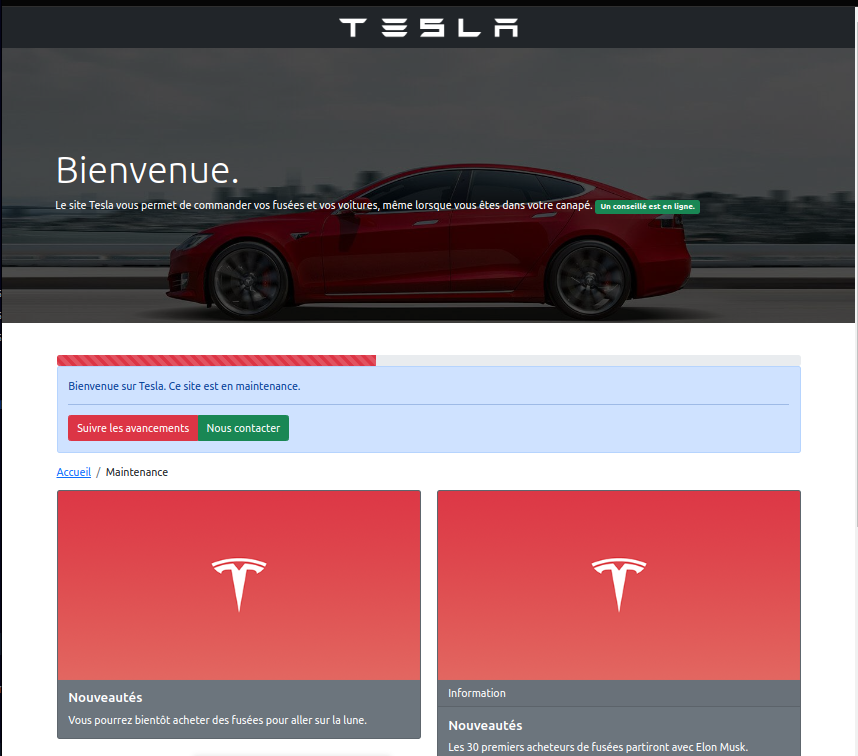 TESLA
Bienvenue.
Le site Tesla vous permet de commander vos fusées et vos voitures, même lorsque vous êtes dans votre canapé. Un conseillé est en ligne.
Bienvenue sur Tesla. Ce site est en maintenance.
Suivre les avancements Nous contacter
Accueil / Maintenance
Nouveautés
Vous pourrez bientôt acheter des fusées pour aller sur la lune.
Information
Nouveautés
Les 30 premiers acheteurs de fusées partiront avec Elon Musk.